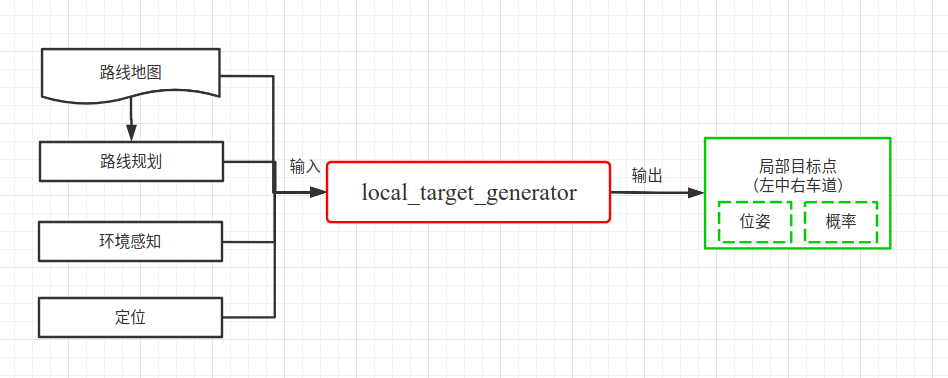 路线地图
路线规划
环境感知
定位
输入
local_target_generator
输出
局部目标点
（左中右车道）
位姿
概率